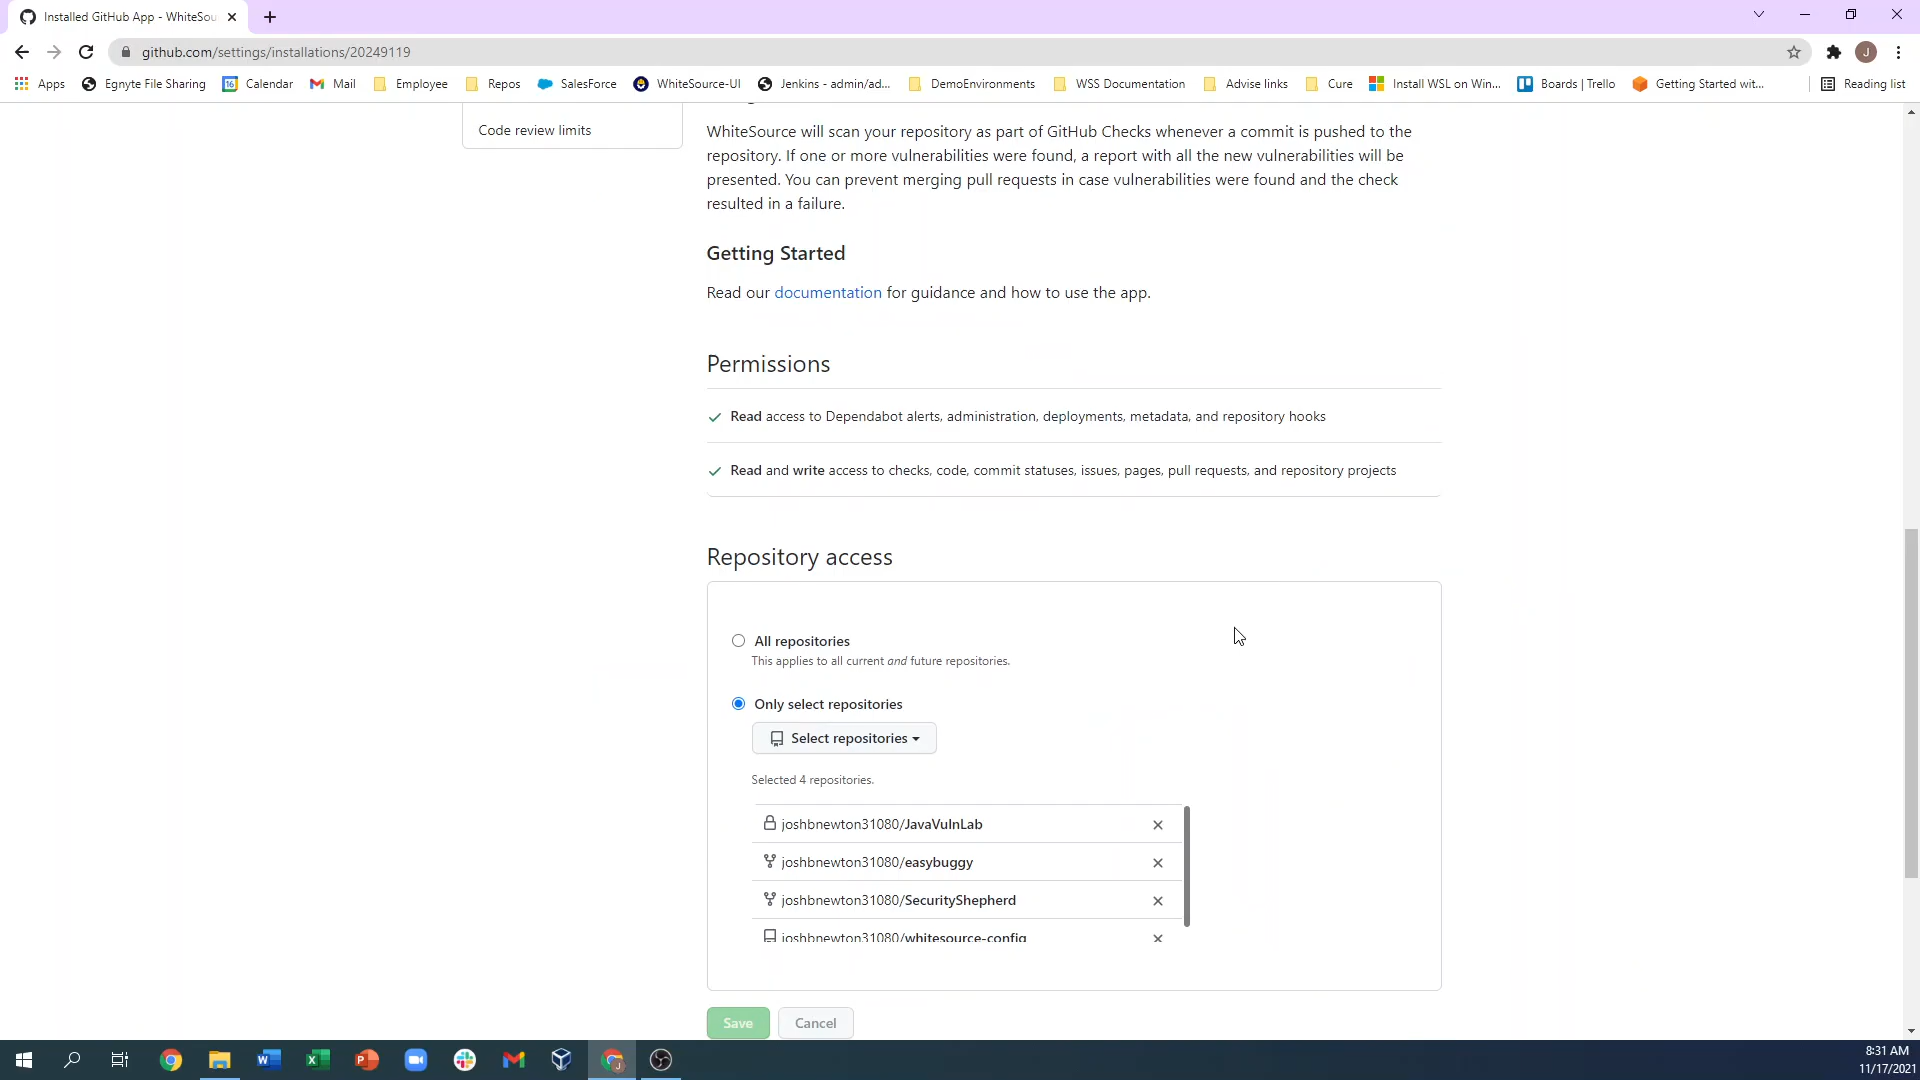 Installed GitHub App - WhiteSou
github.com/settings/installations/20249119
J
Apps
Egnyte File Sharing
16
Calendar
Mail
Employee
Repos
SalesForce
WhiteSource-UI
Jenkins - admin/ad...
DemoEnvironments
WSS Documentation
Advise links
Cure
Install WSL on Win...
Boards | Trello
Getting Started wit...
Reading list
Code review limits
WhiteSource will scan your repository as part of GitHub Checks whenever a commit is pushed to the
repository. If one or more vulnerabilities were found, a report with all the new vulnerabilities will be
presented. You can prevent merging pull requests in case vulnerabilities were found and the check
resulted in a failure.
Getting Started
Read our documentation for guidance and how to use the app.
Permissions
Read access to Dependabot alerts, administration, deployments, metadata, and repository hooks
Read and write access to checks, code, commit statuses, issues, pages, pull requests, and repository projects
Repository access
All repositories
This applies to all current and future repositories.
Only select repositories
Select repositories
Selected 4 repositories.
joshbnewton31080/JavaVulnLab
joshbnewton31080/easybuggy
joshbnewton31080/SecurityShepherd
joshbnewton31080/whitesource-config
Save
Cancel
8:31 AM
11/17/2021